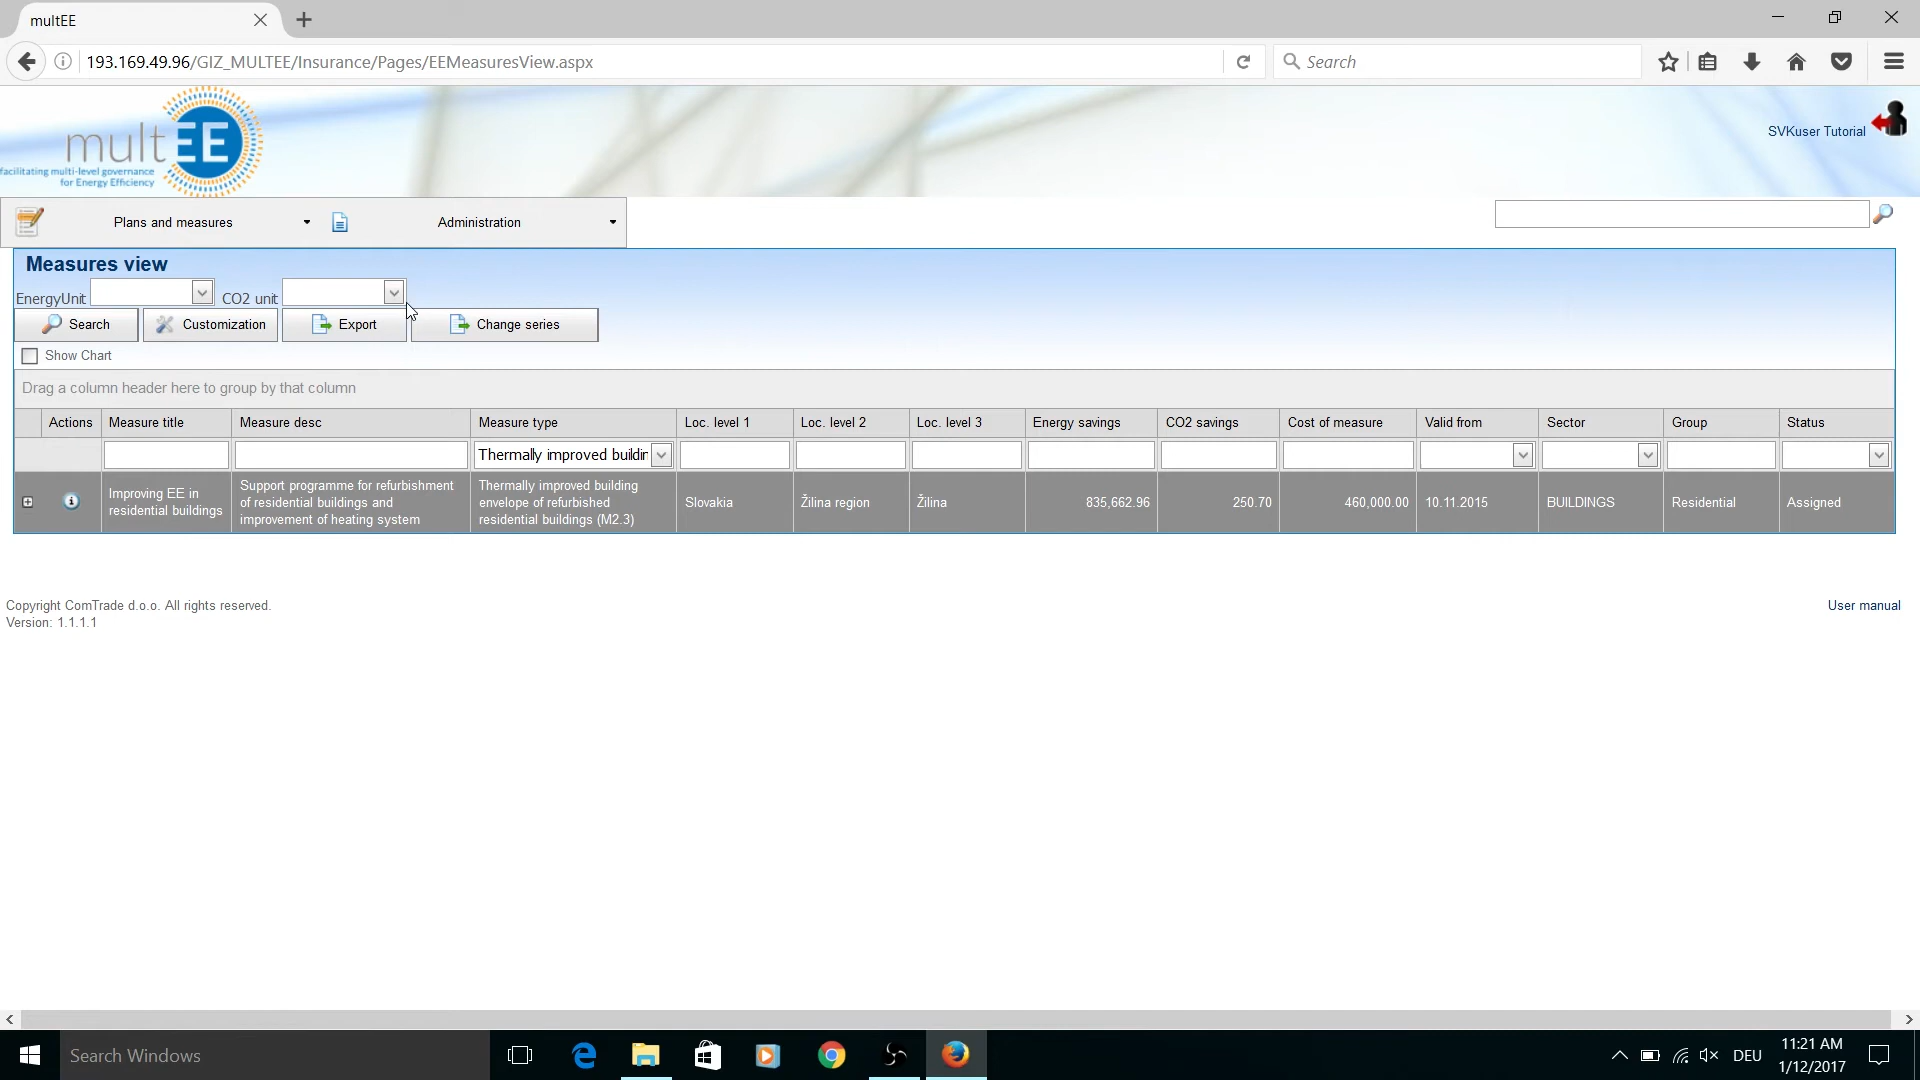 multEE
193.169.49.96/GIZ_MULTEE/Insurance/Pages/EEMeasuresView.aspx
Search
mult EE
facilitating multi-level governance
for Energy Efficiency
SVKuser Tutorial
Plans and measures
Administration
Measures view
EnergyUnit
CO2 unit
Search
Customization
Export
Change series
Show Chart
Drag a column header here to group by that column
Actions
Measure title
Measure desc
Measure type
Loc. level 1
Loc. level 2
Loc. level 3
Energy savings
CO2 savings
Cost of measure
Valid from
Sector
Group
Status
Thermally improved buildin
Improving EE in
residential buildings
Support programme for refurbishment
of residential buildings and
improvement of heating system
Thermally improved building
envelope of refurbished
residential buildings (M2.3)
Slovakia
Žilina region
Žilina
835,662.96
250.70
460,000.00
10.11.2015
BUILDINGS
Residential
Assigned
Copyright ComTrade d.o.o. All rights reserved.
Version: 1.1.1.1
User manual
Search Windows
DEU
11:21 AM
1/12/2017